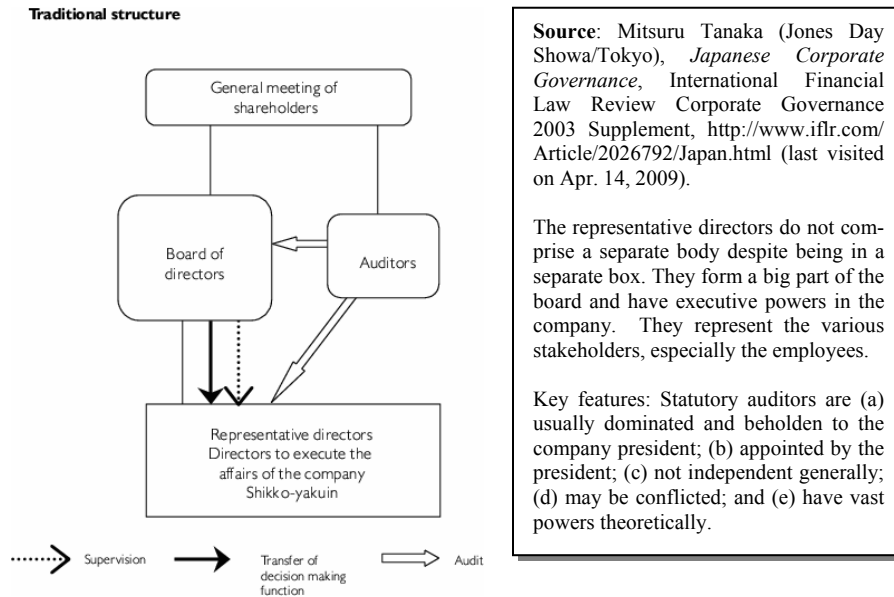 Traditional structure
General meeting of
shareholders
Board of
directors
Auditors
Representative directors
Directors to execute the
affairs of the company
Shikko-yakuin
Supervision
Transfer of
decision making
function
Audit
Source: Mitsuru Tanaka (Jones Day
Showa/Tokyo), Japanese Corporate
Governance, International Financial
Law Review Corporate Governance
2003 Supplement, http://www.iflr.com/
Article/2026792/Japan.html (last visited
on Apr. 14, 2009).
The representative directors do not com-
prise a separate body despite being in a
separate box. They form a big part of the
board and have executive powers in the
company. They represent the various
stakeholders, especially the employees.
Key features: Statutory auditors are (a)
usually dominated and beholden to the
company president; (b) appointed by the
president; (c) not independent generally;
(d) may be conflicted; and (e) have vast
powers theoretically.